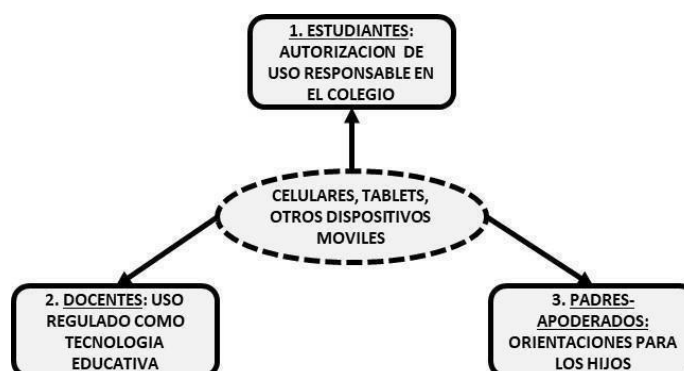 1. ESTUDIANTES:
AUTORIZACION DE
USO RESPONSABLE EN
EL COLEGIO
CELULARES, TABLETS,
OTROS DISPOSITIVOS
MOVILES
2. DOCENTES: USO
REGULADO COMO
TECNOLOGIA
EDUCATIVA
3. PADRES-
APODERADOS:
ORIENTACIONES PARA
LOS HIJOS